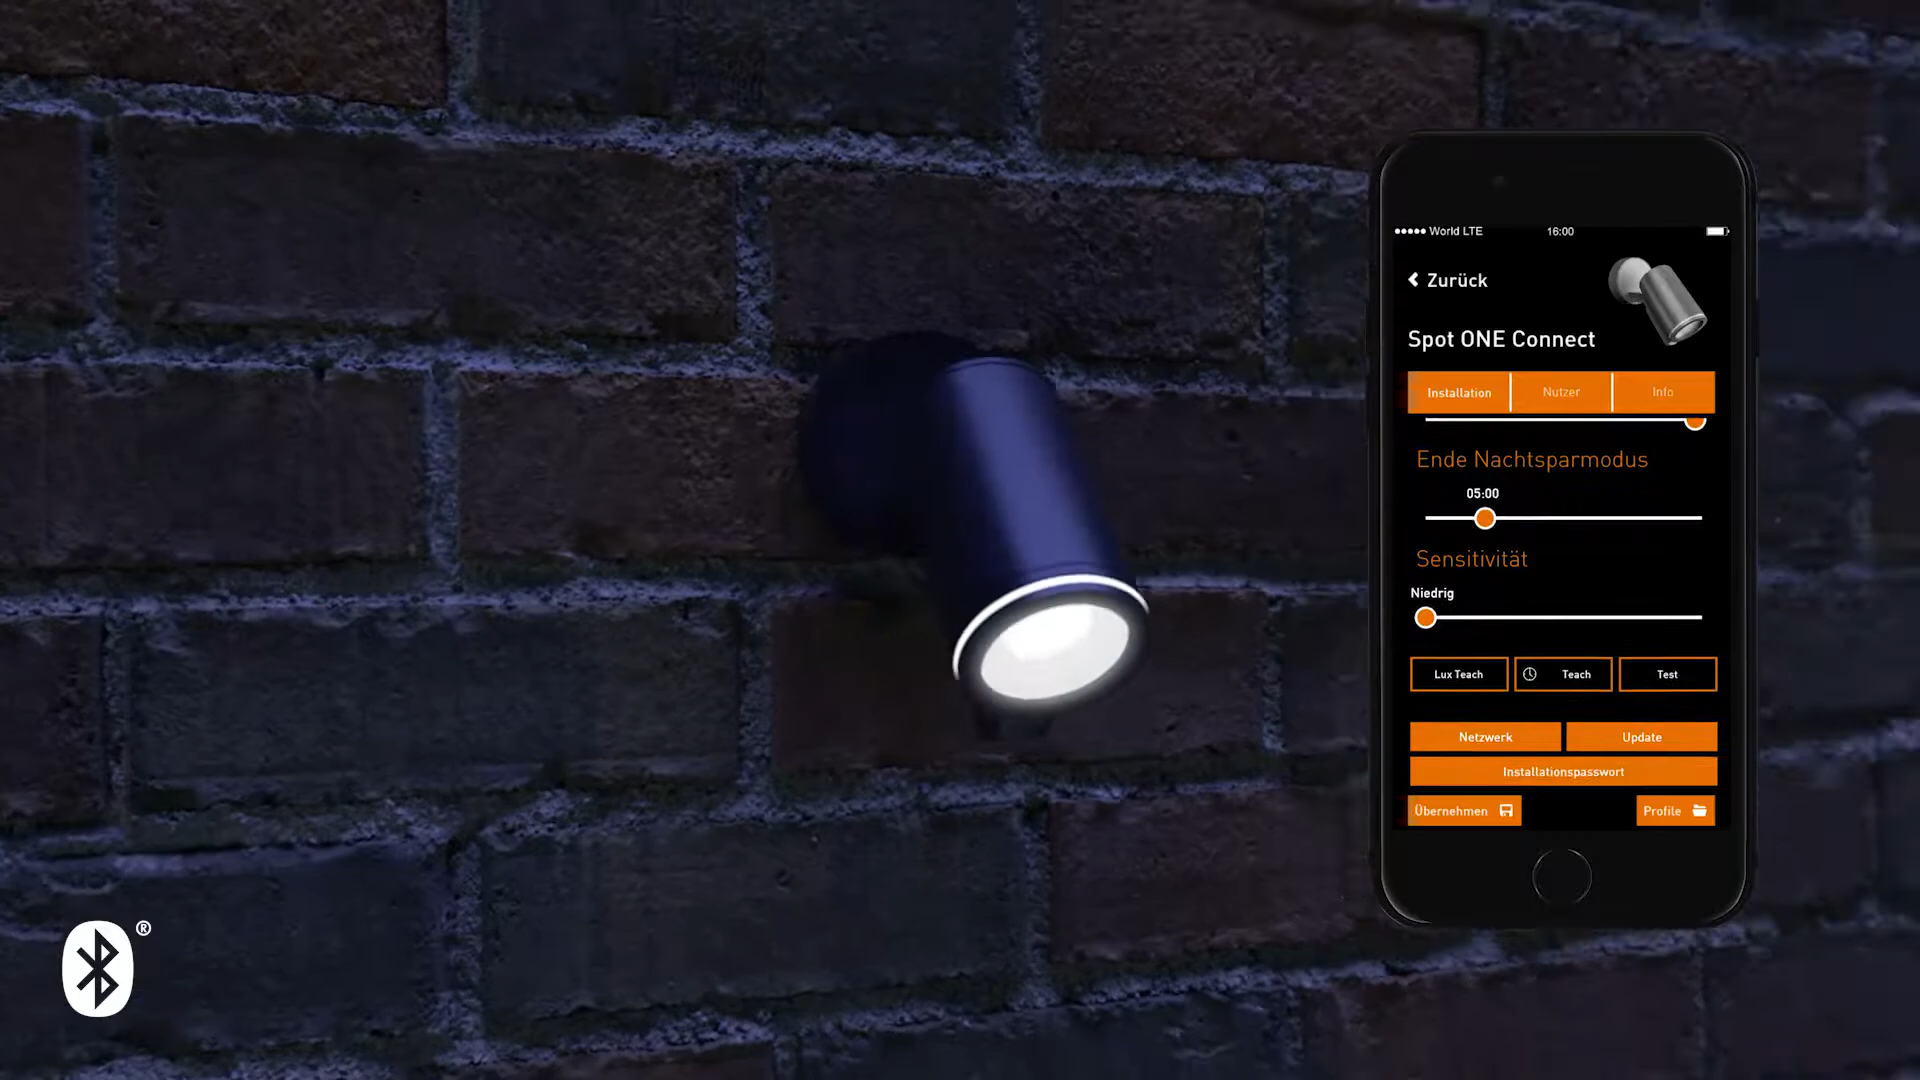 World LTE 16:00
Zurück
Spot ONE Connect
Installation Nutzer Info
Ende Nachtsparmodus
05:00
Sensitivität
Niedrig
Lux Teach Teach Test
Netzwerk Update
Installationspasswort
Übernehmen Profile
®